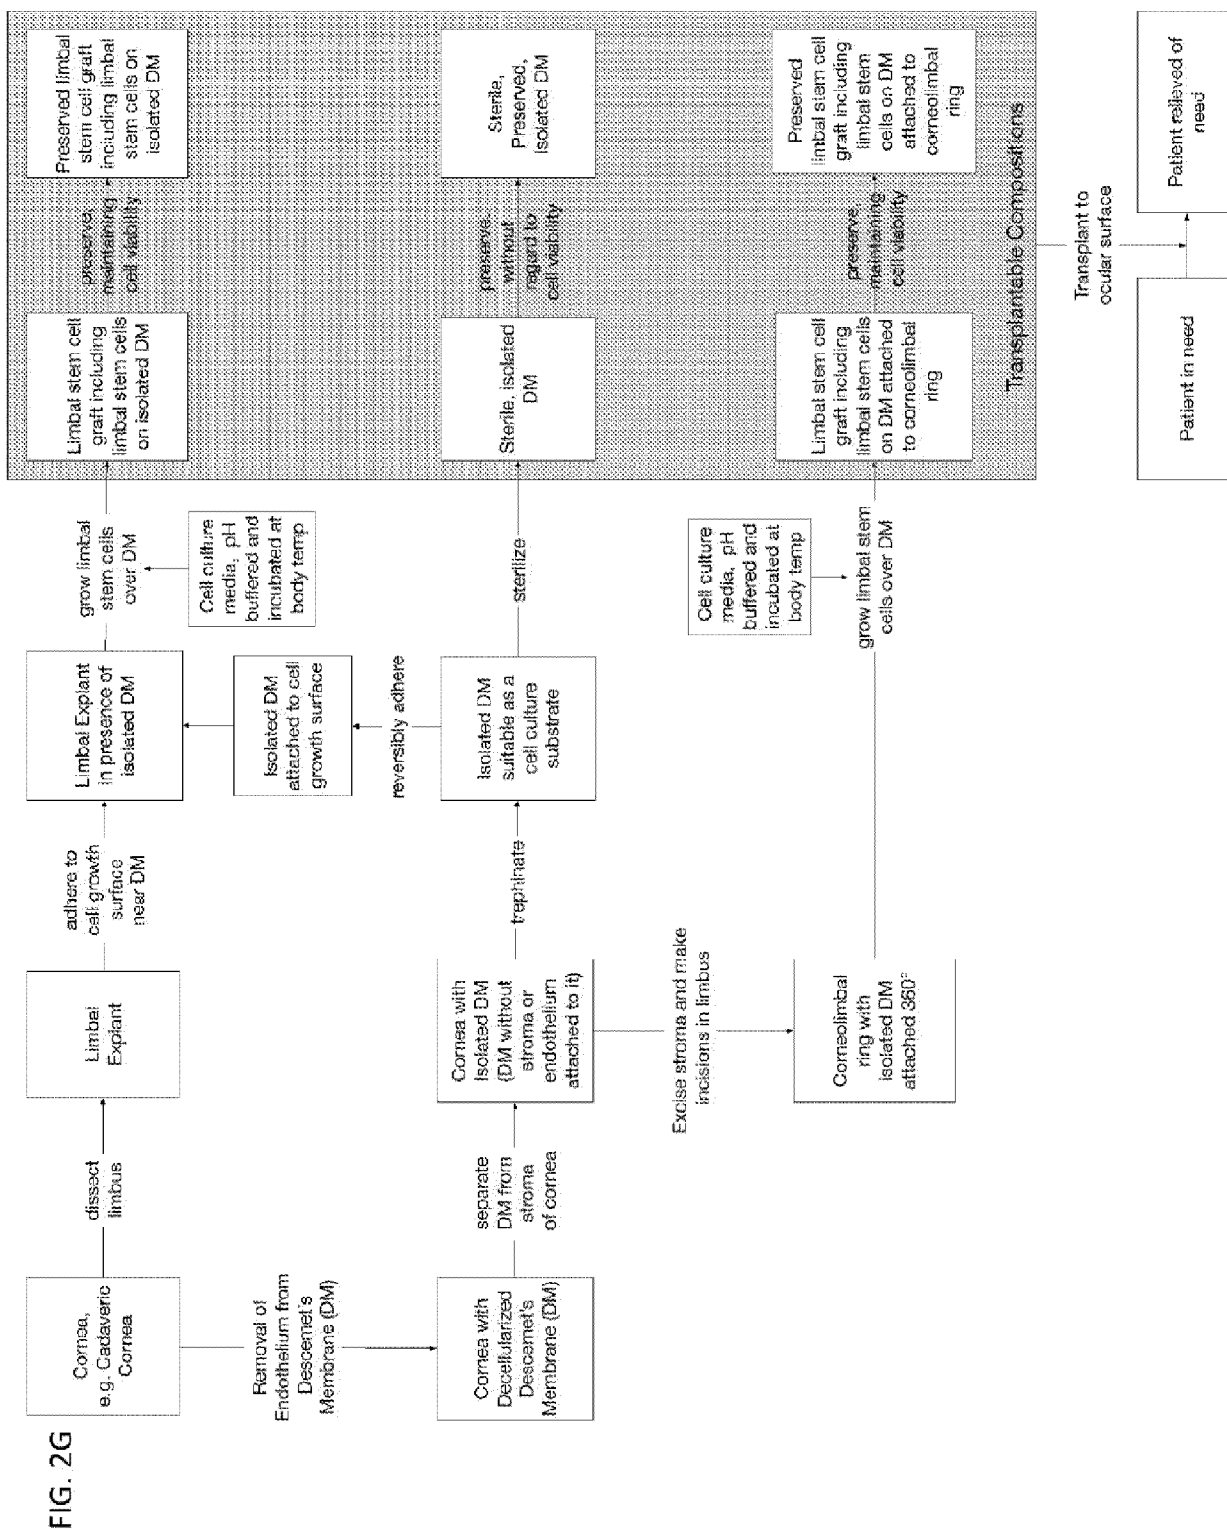 FIG. 2G
Cornea,
e.g. Cadaveric
Cornea
dissect
limbus
Limbal
Explant
adhere to
cell growth
surface
near DM
Limbal Explant
in presence of
isolated DM
grow limbal
stem cells
over DM
Cell culture
media, pH
buffered and
incubated at
body temp
Limbal stem cell
graft including
limbal stem cells
on isolated DM
preserve,
maintaining
cell viability
Preserved limbal
stem cell graft
including limbal
stem cells on
isolated DM
Removal of
Endothelium from
Descemet's
Membrane (DM)
Isolated DM
attached to cell
growth surface
reversibly adhere
Cornea with
Decellularized
Descemet's
Membrane (DM)
separate
DM from
stroma
of cornea
Cornea with
Isolated DM
(DM without
stroma or
endothelium
attached to it)
trephinate
Isolated DM
suitable as a
cell culture
substrate
sterilize
Sterile, isolated
DM
preserve,
without
regard to
cell viability
Sterile,
Preserved,
Isolated DM
Excise stroma and make
incisions in limbus
Corneolimbal
ring with
isolated DM
attached 360°
Cell culture
media, pH
buffered and
incubated at
body temp
grow limbal stem
cells over DM
Limbal stem cell
graft including
limbal stem cells
on DM attached
to corneolimbal
ring
preserve,
maintaining
cell viability
Preserved
limbal stem cell
graft including
limbal stem
cells on DM
attached to
corneolimbal
ring
Transplantable Compositions
Transplant to
ocular surface
Patient in need
Patient relieved of
need